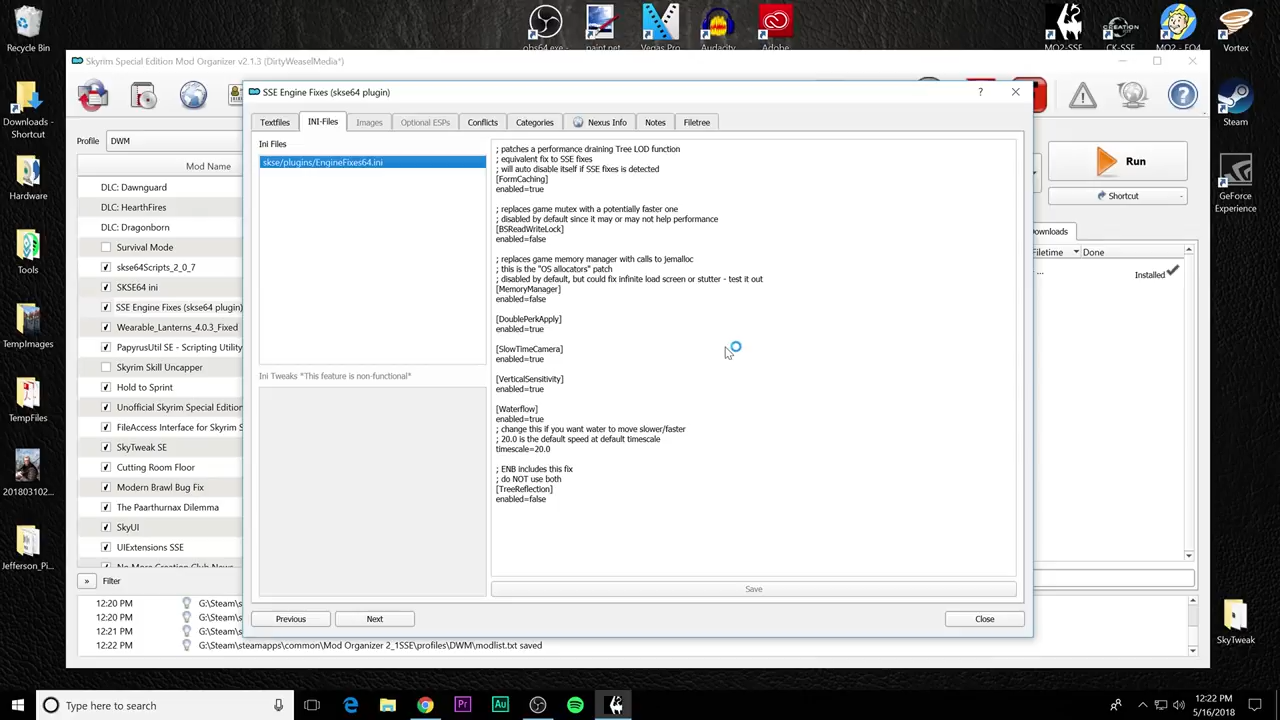 Recycle Bin
Downloads - Shortcut
Hardware
Tools
TempImages
TempFiles
201803102...
Jefferson_Pi...
obs64.exe -
paint.net
Vegas Pro
Audacity
Adobe
MO2-SSE
CK-SSE
MO2 - FO4
Vortex
Steam
GeForce Experience
SkyTweak
Skyrim Special Edition Mod Organizer v2.1.3 (DirtyWeaselMedia*)
Profile
DWM
Mod Name
DLC: Dawnguard
DLC: HearthFires
DLC: Dragonborn
Survival Mode
skse64Scripts_2_0_7
SKSE64 ini
SSE Engine Fixes (skse64 plugin)
Wearable_Lanterns_4.0.3_Fixed
PapyrusUtil SE - Scripting Utility
Skyrim Skill Uncapper
Hold to Sprint
Unofficial Skyrim Special Edition
FileAccess Interface for Skyrim S
SkyTweak SE
Cutting Room Floor
Modern Brawl Bug Fix
The Paarthurnax Dilemma
SkyUI
UIExtensions SSE
No More Creation Club News
» Filter
SSE Engine Fixes (skse64 plugin)
?
Textfiles
INI-Files
Images
Optional ESPs
Conflicts
Categories
Nexus Info
Notes
Filetree
Ini Files
skse/plugins/EngineFixes64.ini
Ini Tweaks *This feature is non-functional*
; patches a performance draining Tree LOD function
; equivalent fix to SSE fixes
; will auto disable itself if SSE fixes is detected
[FormCaching]
enabled=true
; replaces game mutex with a potentially faster one
; disabled by default since it may or may not help performance
[BSReadWriteLock]
enabled=false
; replaces game memory manager with calls to jemalloc
; this is the "OS allocators" patch
; disabled by default, but could fix infinite load screen or stutter - test it out
[MemoryManager]
enabled=false
[DoublePerkApply]
enabled=true
[SlowTimeCamera]
enabled=true
[VerticalSensitivity]
enabled=true
[Waterflow]
enabled=true
; change this if you want water to move slower/faster
; 20.0 is the default speed at default timescale
timescale=20.0
; ENB includes this fix
; do NOT use both
[TreeReflection]
enabled=false
Save
Previous
Next
Close
Run
Shortcut
ownloads
Filetime
Done
...
Installed
12:20 PM G:\Steam\s
12:20 PM G:\Steam\s
12:21 PM G:\Steam\s
12:22 PM G:\Steam\steamapps\common\Mod Organizer 2_1SSE\profiles\DWM\modlist.txt saved
Type here to search
12:22 PM
5/16/2018